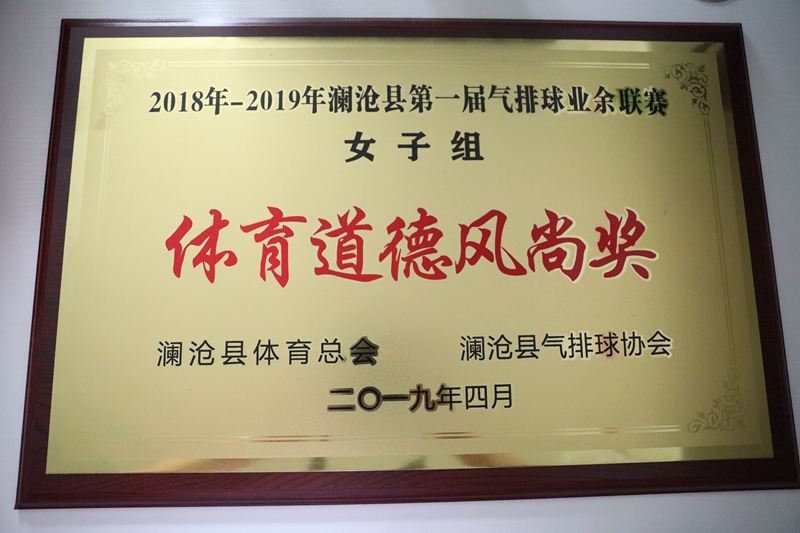 2018年-2019年澜沧县第一届气排球业余联赛
女子组
体育道德风尚奖
澜沧县体育总会 澜沧县气排球协会
二〇一九年四月